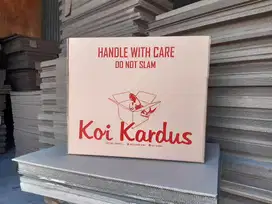 HANDLE WITH CARE
DO NOT SLAM
Koi Kardus